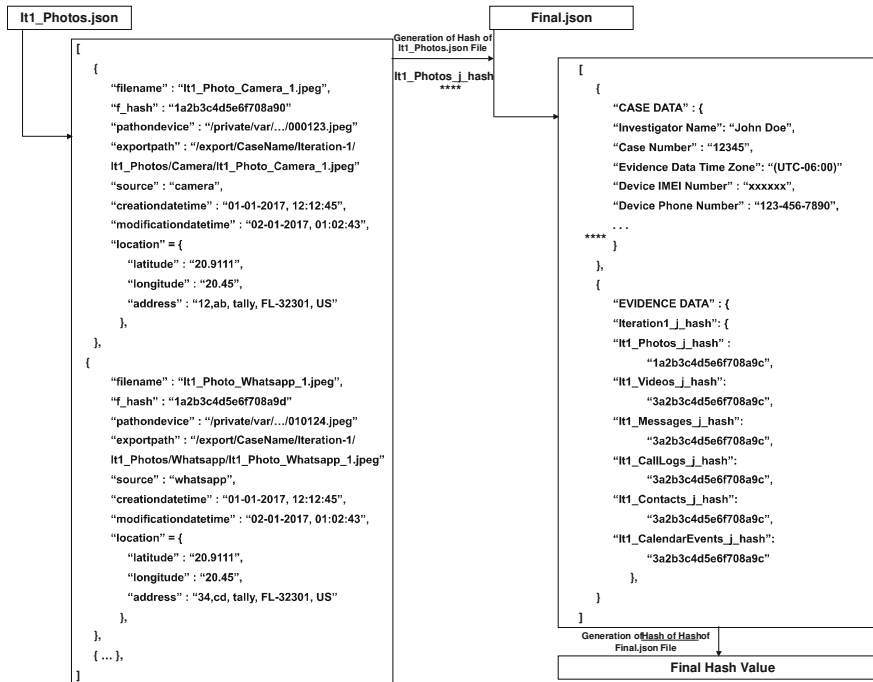 It1_Photos.json
[
{
“filename” : “It1_Photo_Camera_1.jpeg”,
“f_hash” : “1a2b3c4d5e6f708a90”
“pathondevice” : “/private/var/…/000123.jpeg”
“exportpath” : “/export/CaseName/Iteration-1/
It1_Photos/Camera/It1_Photo_Camera_1.jpeg”
“source” : “camera”,
“creationdatetime” : “01-01-2017, 12:12:45”,
“modificationdatetime” : “02-01-2017, 01:02:43”,
“location” = {
“latitude” : “20.9111”,
“longitude” : “20.45”,
“address” : “12,ab, tally, FL-32301, US”
},
},
{
“filename” : “It1_Photo_Whatsapp_1.jpeg”,
“f_hash” : “1a2b3c4d5e6f708a9d”
“pathondevice” : “/private/var/…/010124.jpeg”
“exportpath” : “/export/CaseName/Iteration-1/
It1_Photos/Whatsapp/It1_Photo_Whatsapp_1.jpeg”
“source” : “whatsapp”,
“creationdatetime” : “01-01-2017, 12:12:45”,
“modificationdatetime” : “02-01-2017, 01:02:43”,
“location” = {
“latitude” : “20.9111”,
“longitude” : “20.45”,
“address” : “34,cd, tally, FL-32301, US”
},
},
{ … },
]
Generation of Hash of
It1_Photos.json File
It1_Photos_j_hash
****
Final.json
[
{
“CASE DATA” : {
“Investigator Name”: “John Doe”,
“Case Number” : “12345”,
“Evidence Data Time Zone”: “(UTC-06:00)”
“Device IMEI Number” : “xxxxxx”,
“Device Phone Number” : “123-456-7890”,
. . .
****
}
},
{
“EVIDENCE DATA” : {
“Iteration1_j_hash”: {
“It1_Photos_j_hash” :
“1a2b3c4d5e6f708a9c”,
“It1_Videos_j_hash”:
“3a2b3c4d5e6f708a9c”,
“It1_Messages_j_hash”:
“3a2b3c4d5e6f708a9c”,
“It1_CallLogs_j_hash”:
“3a2b3c4d5e6f708a9c”,
“It1_Contacts_j_hash”:
“3a2b3c4d5e6f708a9c”,
“It1_CalendarEvents_j_hash”:
“3a2b3c4d5e6f708a9c”
},
}
]
Generation of Hash of Hash of
Final.json File
Final Hash Value